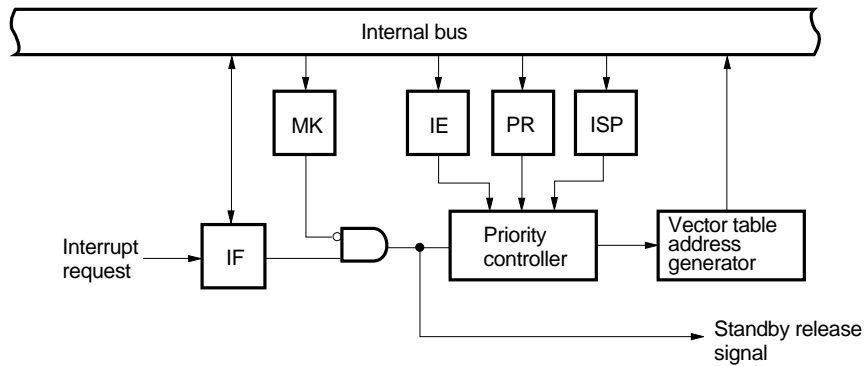 Internal bus
MK
IE
PR
ISP
Interrupt
request
IF
Priority
controller
Vector table
address
generator
Standby release
signal